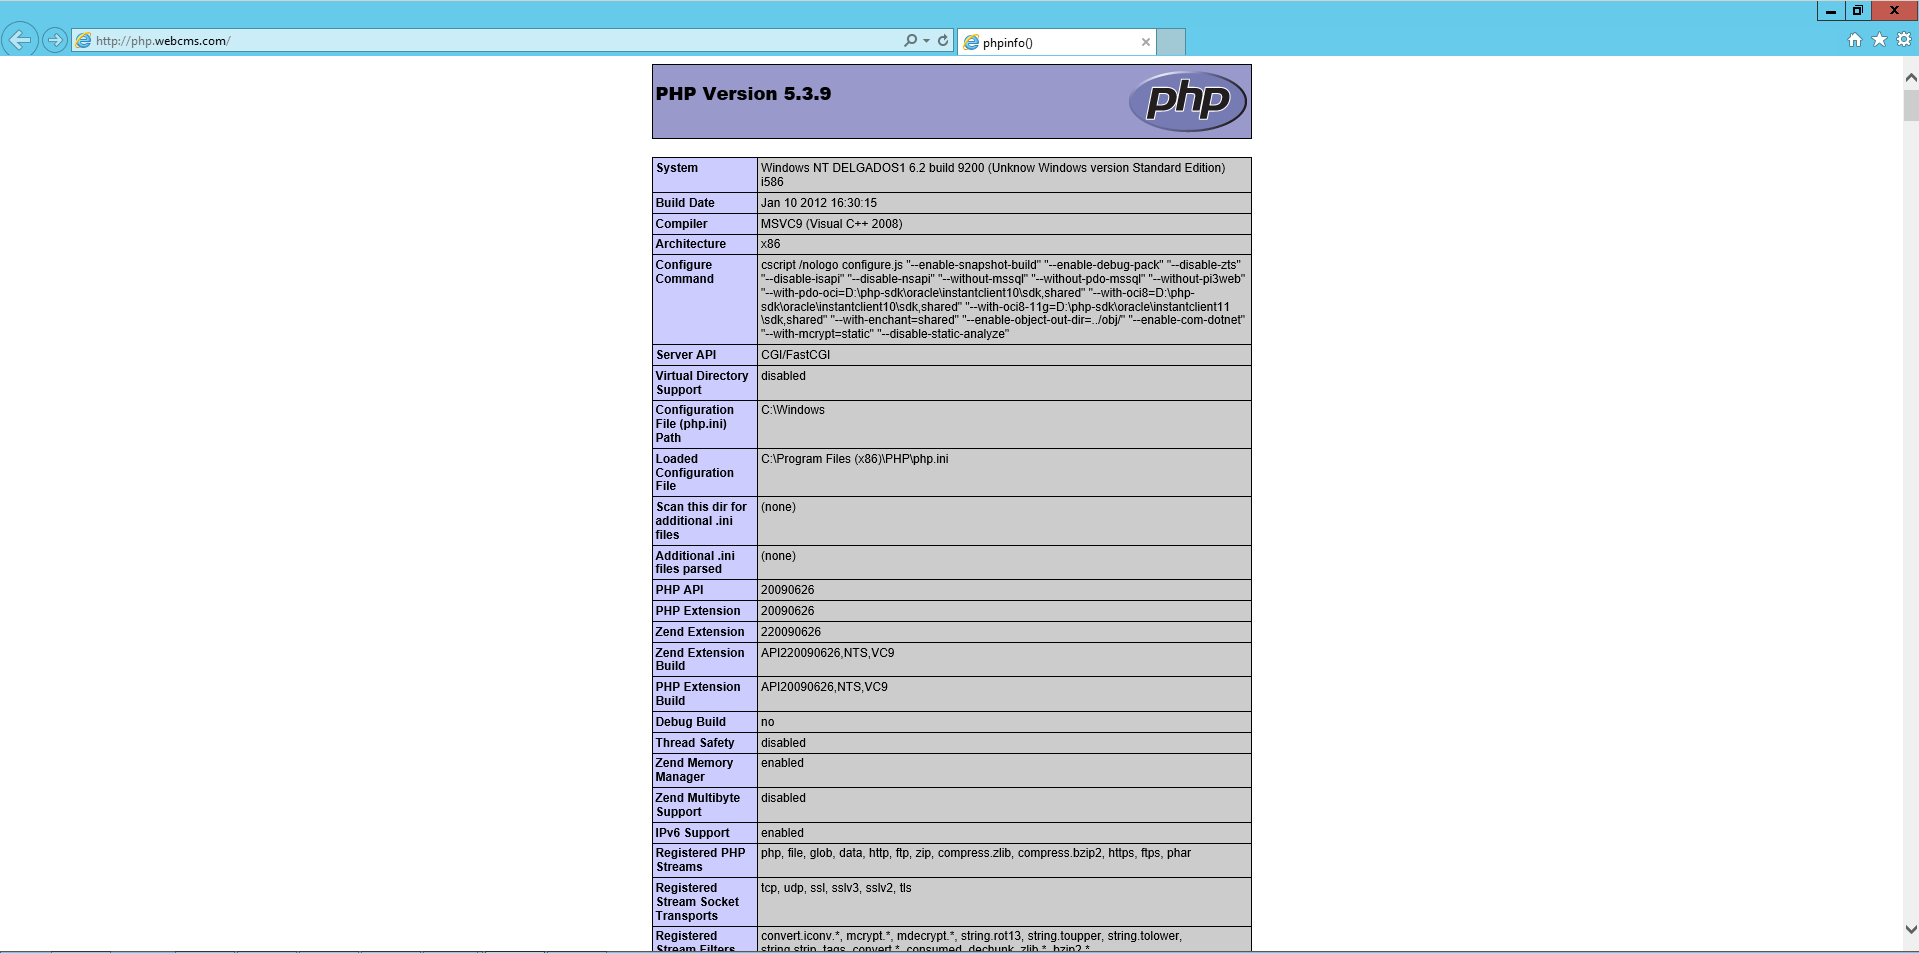 http://php.webcms.com/
phpinfo()
PHP Version 5.3.9
php
System
Windows NT DELGADOS1 6.2 build 9200 (Unknow Windows version Standard Edition)
i586
Build Date
Jan 10 2012 16:30:15
Compiler
MSVC9 (Visual C++ 2008)
Architecture
x86
Configure
Command
cscript /nologo configure.js "--enable-snapshot-build" "--enable-debug-pack" "--disable-zts"
"--disable-isapi" "--disable-nsapi" "--without-mssql" "--without-pdo-mssql" "--without-pi3web"
"--with-pdo-oci=D:\php-sdk\oracle\instantclient10\sdk,shared" "--with-oci8=D:\php-
sdk\oracle\instantclient10\sdk,shared" "--with-oci8-11g=D:\php-sdk\oracle\instantclient11
\sdk,shared" "--with-enchant=shared" "--enable-object-out-dir=../obj/" "--enable-com-dotnet"
"--with-mcrypt=static" "--disable-static-analyze"
Server API
CGI/FastCGI
Virtual Directory
Support
disabled
Configuration
File (php.ini)
Path
C:\Windows
Loaded
Configuration
File
C:\Program Files (x86)\PHP\php.ini
Scan this dir for
additional .ini
files
(none)
Additional .ini
files parsed
(none)
PHP API
20090626
PHP Extension
20090626
Zend Extension
220090626
Zend Extension
Build
API220090626,NTS,VC9
PHP Extension
Build
API20090626,NTS,VC9
Debug Build
no
Thread Safety
disabled
Zend Memory
Manager
enabled
Zend Multibyte
Support
disabled
IPv6 Support
enabled
Registered PHP
Streams
php, file, glob, data, http, ftp, zip, compress.zlib, compress.bzip2, https, ftps, phar
Registered
Stream Socket
Transports
tcp, udp, ssl, sslv3, sslv2, tls
Registered
Stream Filters
convert.iconv.*, mcrypt.*, mdecrypt.*, string.rot13, string.toupper, string.tolower,
string.strip_tags, convert.*, consumed, dechunk, zlib.*, bzip2.*